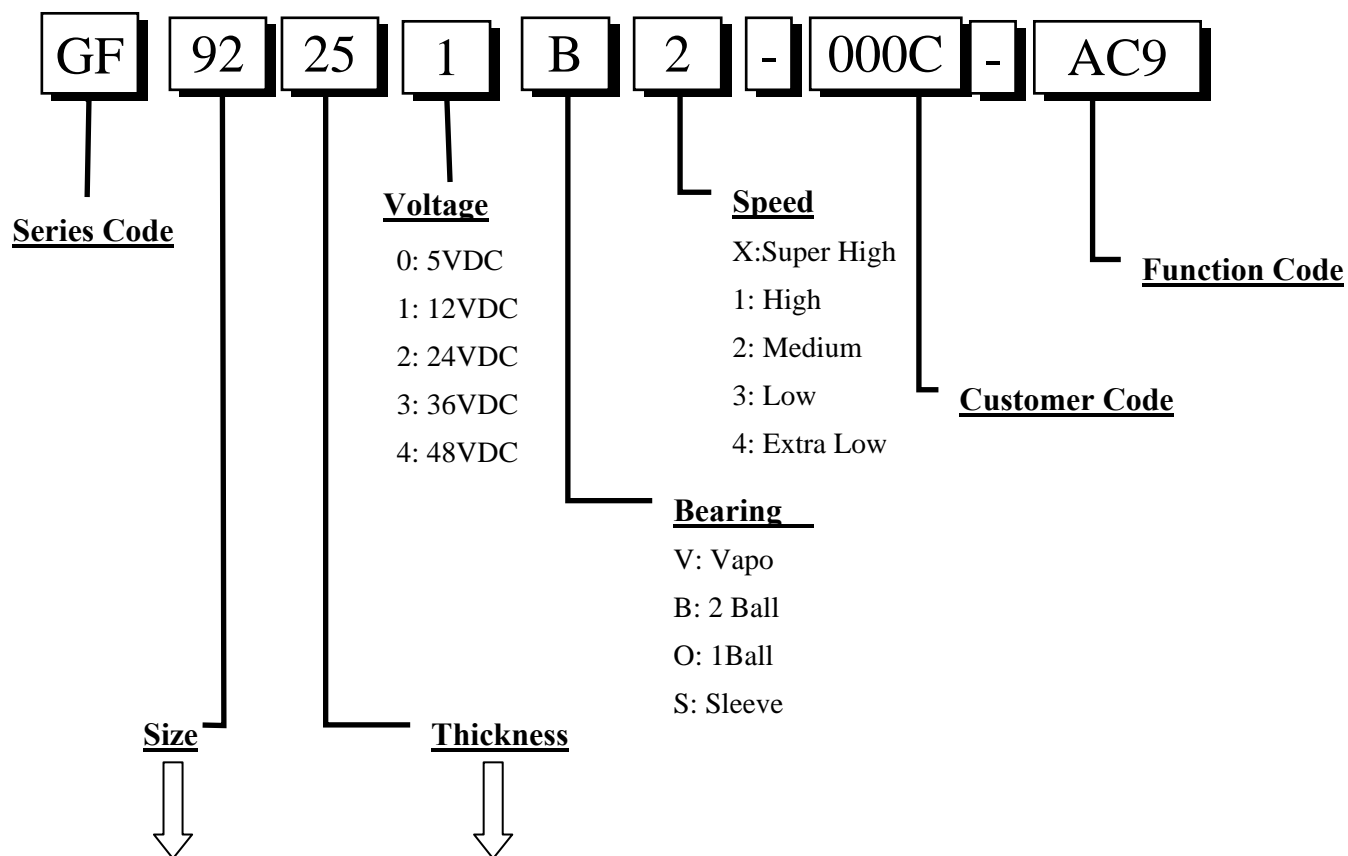 GF 92 25 1 B 2 - 000C - AC9
Series Code
Voltage
0: 5VDC
1: 12VDC
2: 24VDC
3: 36VDC
4: 48VDC
Speed
X:Super High
1: High
2: Medium
3: Low
4: Extra Low
Function Code
Customer Code
Bearing
V: Vapo
B: 2 Ball
O: 1Ball
S: Sleeve
Size
Thickness